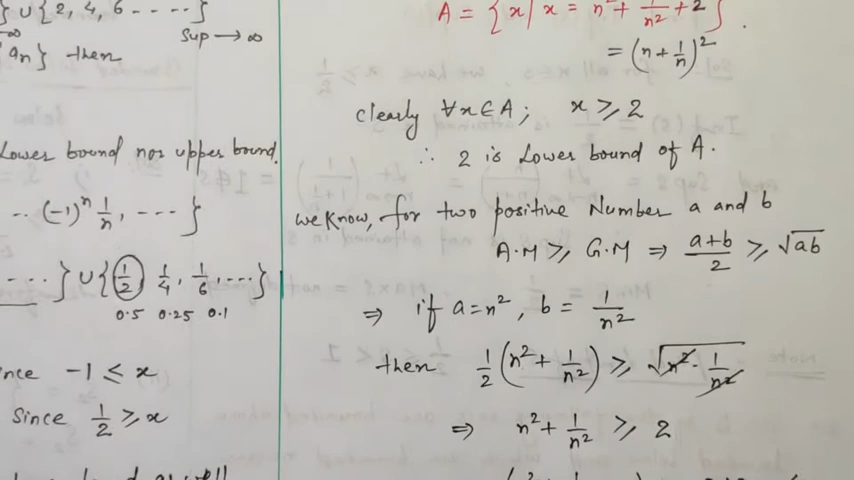 } ∪ {2, 4, 6 - - - - }
-∞
Sup → ∞
{an} then
Lower bound nor upper bound.
.. (-1)^n 1/n, - - - }
- - - } ∪ { 1/2, 1/4, 1/6, - - - }
0.5 0.25 0.1
nce -1 ≤ x
Since 1/2 ≥ x
A = { x / x = n² + 1/n² + 2 } .
= (n + 1/n)²
clearly ∀x ∈ A ; x ≥ 2
∴ 2 is Lower bound of A.
we know, for two positive Number a and b
A.M ≥ G.M ⇒ (a+b)/2 ≥ √ab
⇒ if a = n² , b = 1/n²
then 1/2 (n² + 1/n²) ≥ √(n² · 1/n²)
⇒ n² + 1/n² ≥ 2